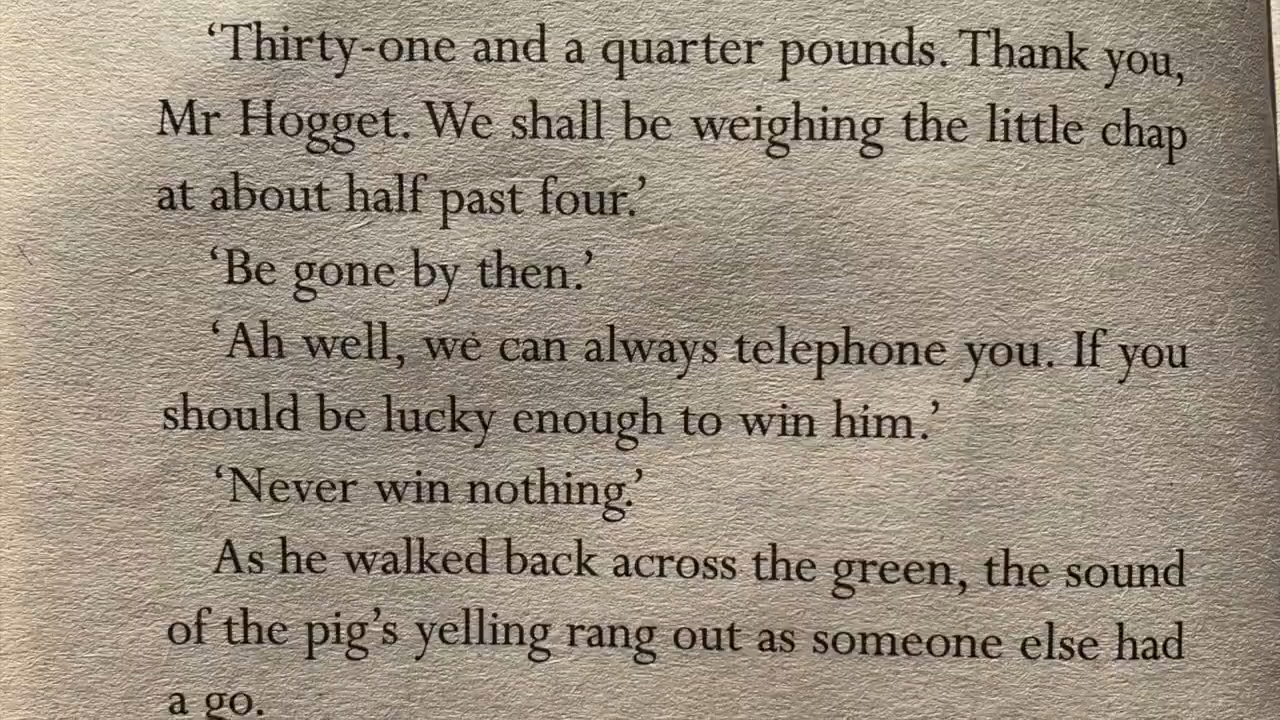 ‘Thirty-one and a quarter pounds. Thank you,
Mr Hogget. We shall be weighing the little chap
at about half past four.’
‘Be gone by then.’
‘Ah well, we can always telephone you. If you
should be lucky enough to win him.’
‘Never win nothing.’
As he walked back across the green, the sound
of the pig’s yelling rang out as someone else had
a go.